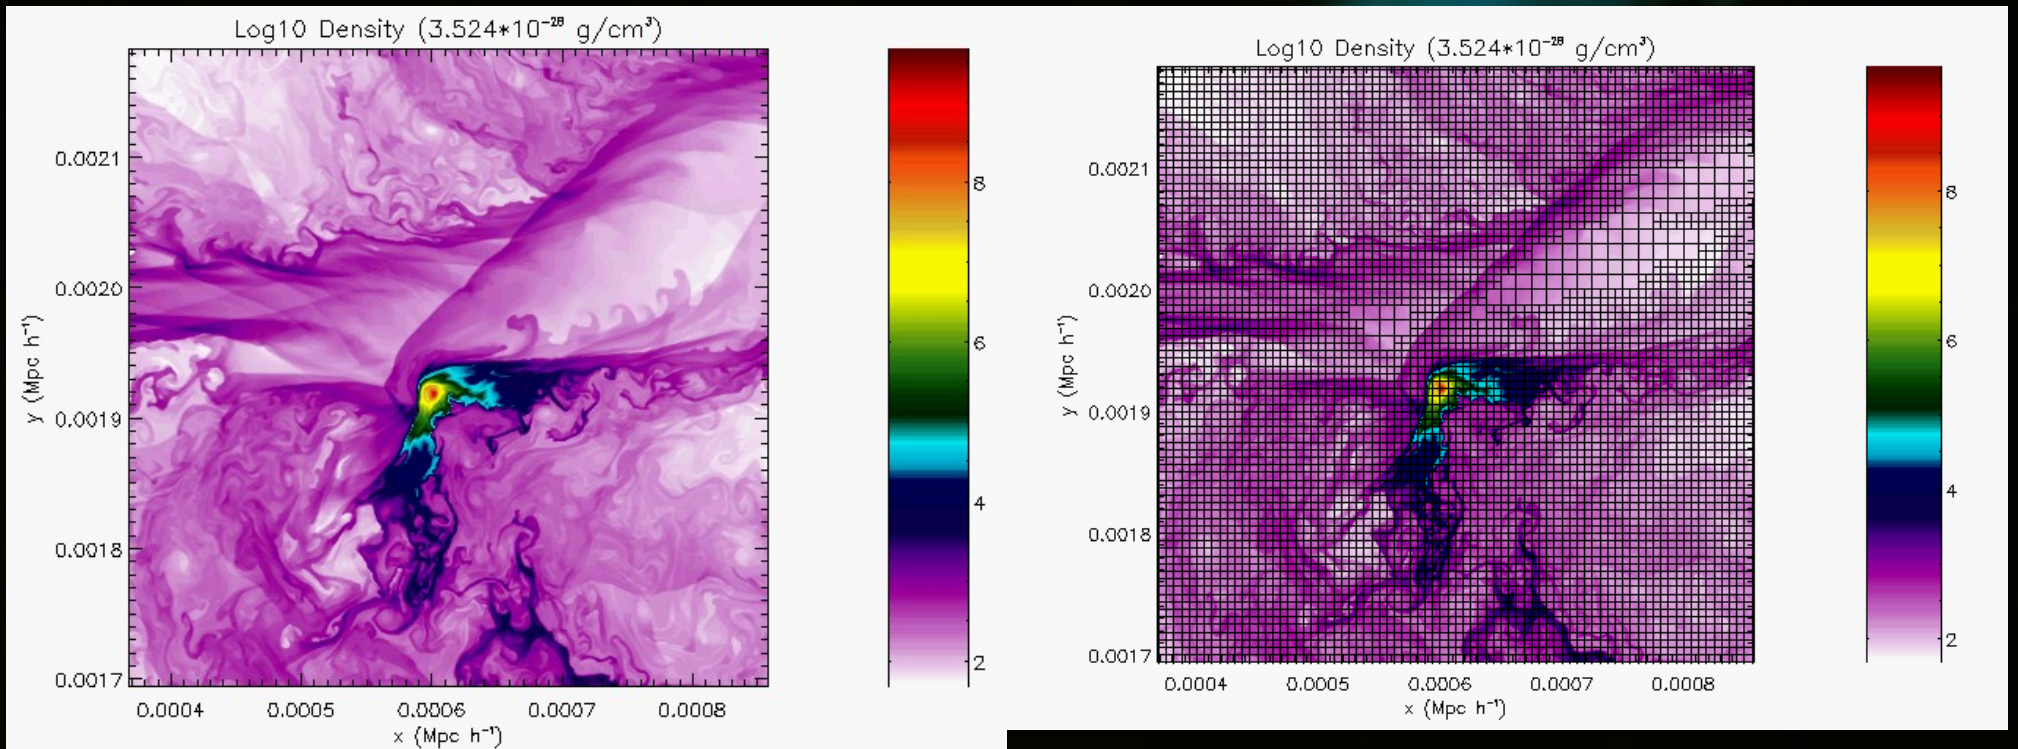 Log10 Density (3.524*10⁻²⁸ g/cm³)
0.0021
0.0020
0.0019
0.0018
0.0017
y (Mpc h⁻¹)
0.0004 0.0005 0.0006 0.0007 0.0008
x (Mpc h⁻¹)
8
6
4
2
Log10 Density (3.524*10⁻²⁸ g/cm³)
0.0021
0.0020
0.0019
0.0018
0.0017
y (Mpc h⁻¹)
0.0004 0.0005 0.0006 0.0007 0.0008
x (Mpc h⁻¹)
8
6
4
2